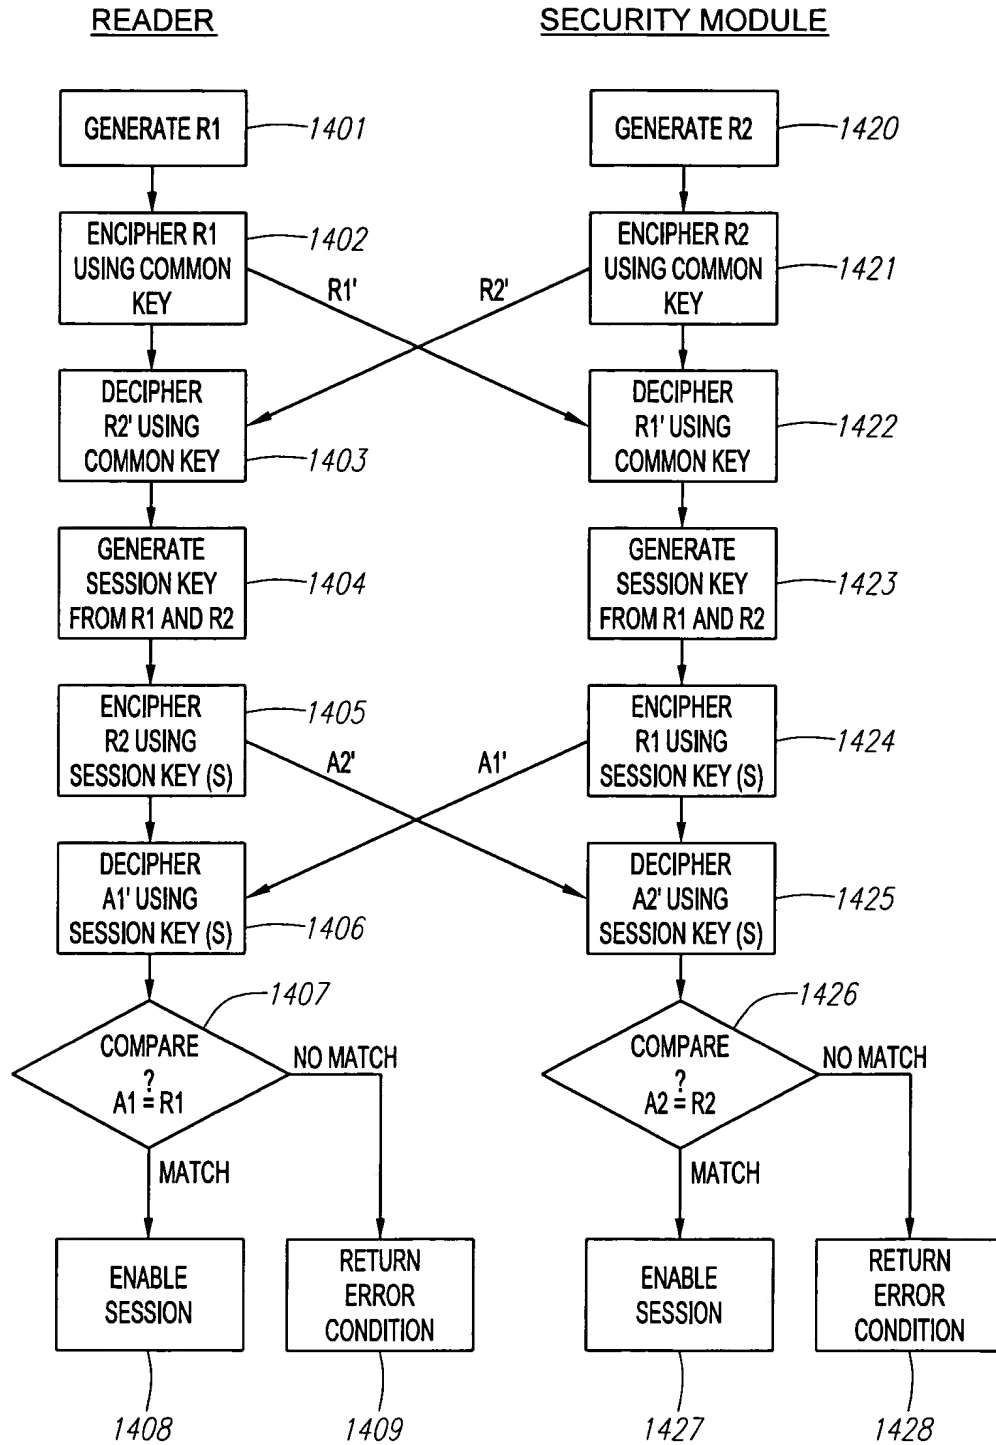 READER
SECURITY MODULE
GENERATE R1
1401
GENERATE R2
1420
ENCIPHER R1
USING COMMON
KEY
1402
ENCIPHER R2
USING COMMON
KEY
1421
R1'
R2'
DECIPHER
R2' USING
COMMON KEY
1403
DECIPHER
R1' USING
COMMON KEY
1422
GENERATE
SESSION KEY
FROM R1 AND R2
1404
GENERATE
SESSION KEY
FROM R1 AND R2
1423
ENCIPHER
R2 USING
SESSION KEY (S)
1405
ENCIPHER
R1 USING
SESSION KEY (S)
1424
A2'
A1'
DECIPHER
A1' USING
SESSION KEY (S)
1406
DECIPHER
A2' USING
SESSION KEY (S)
1425
1407
COMPARE
?
A1 = R1
NO MATCH
MATCH
1426
COMPARE
?
A2 = R2
NO MATCH
MATCH
ENABLE
SESSION
RETURN
ERROR
CONDITION
ENABLE
SESSION
RETURN
ERROR
CONDITION
1408
1409
1427
1428